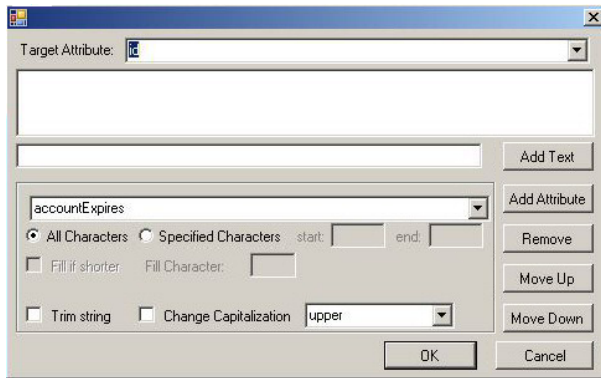 Target Attribute: id
Add Text
accountExpires
Add Attribute
All Characters Specified Characters start: end:
Remove
Fill if shorter Fill Character:
Move Up
Trim string Change Capitalization upper
Move Down
OK Cancel